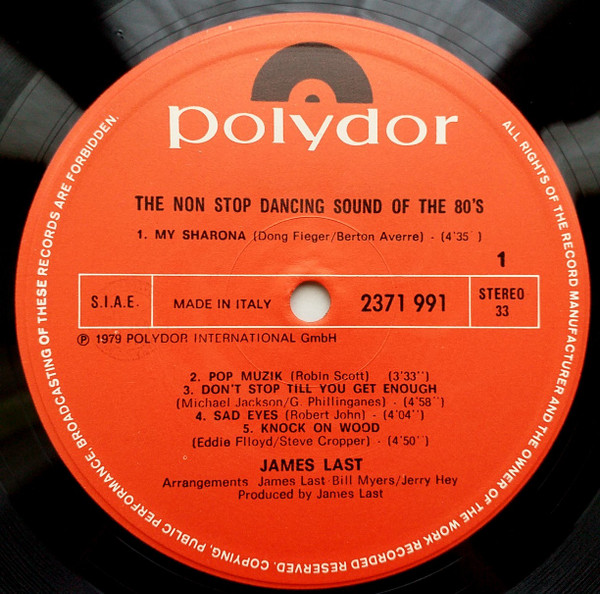 polydor
THE NON STOP DANCING SOUND OF THE 80'S
1. MY SHARONA (Dong Fieger/Berton Averre) - (4'35'')
1
S.I.A.E.
MADE IN ITALY
2371 991
STEREO
33
℗ 1979 POLYDOR INTERNATIONAL GmbH
2. POP MUZIK (Robin Scott) (3'33'')
3. DON'T STOP TILL YOU GET ENOUGH
(Michael Jackson/G. Phillinganes) - (4'58'')
4. SAD EYES (Robert John) - (4'04'')
5. KNOCK ON WOOD
(Eddie Flloyd/Steve Cropper) - (4'50'')
JAMES LAST
Arrangements James Last-Bill Myers/Jerry Hey
Produced by James Last
ALL RIGHTS OF THE RECORD MANUFACTURER AND THE OWNER OF THE WORK RECORDED RESERVED. COPYING, PUBLIC PERFORMANCE, BROADCASTING OF THESE RECORDS ARE FORBIDDEN.